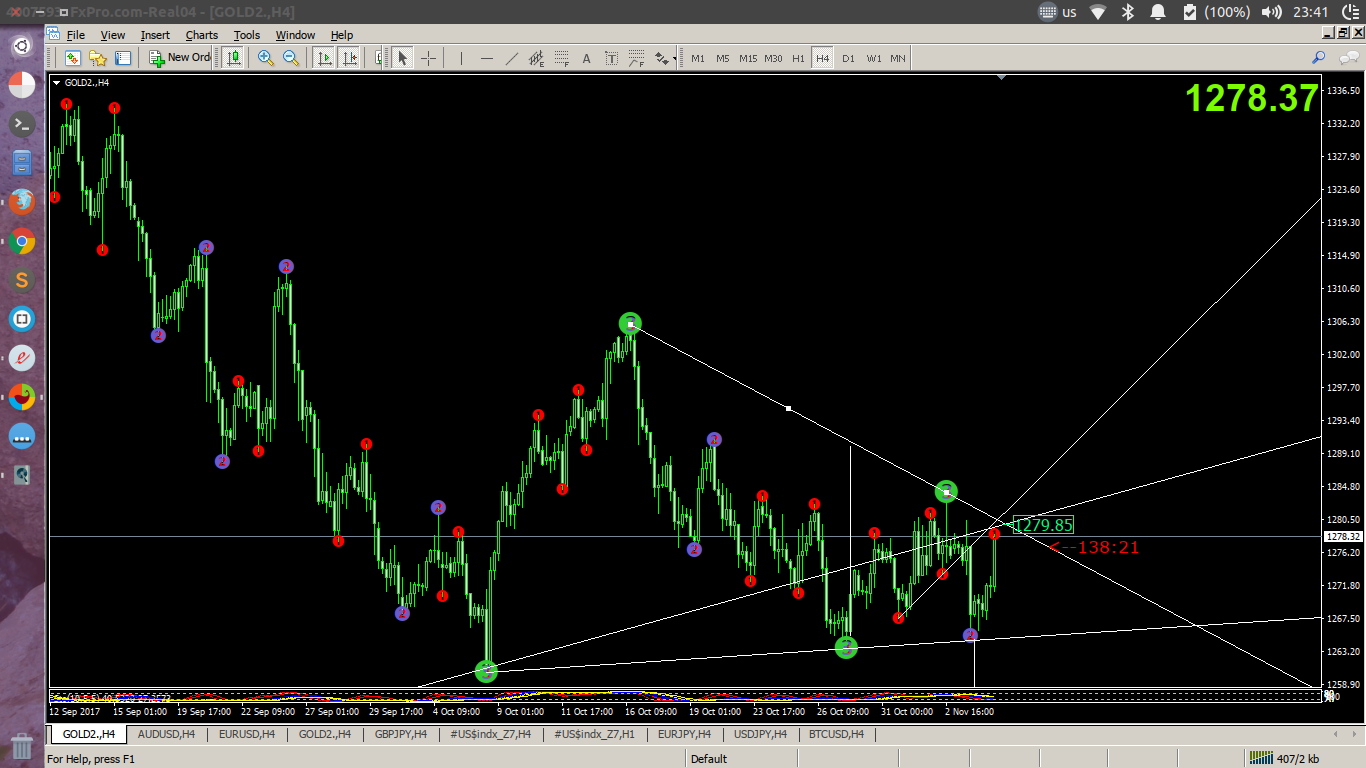 FxPro.com-Real04 - [GOLD2.,H4]
us (100%) 23:41
File View Insert Charts Tools Window Help
New Orde M1 M5 M15 M30 H1 H4 D1 W1 MN
GOLD2.,H4
1278.37
1336.50
1332.20
1327.90
1323.60
1319.30
1314.90
1310.60
1306.30
1302.00
1297.70
1293.40
1289.10
1284.80
1280.50
1279.85
1278.32
<--138:21
1276.20
1271.80
1267.50
1263.20
1258.90
12 Sep 2017 15 Sep 01:00 19 Sep 17:00 22 Sep 09:00 27 Sep 01:00 29 Sep 17:00 4 Oct 09:00 9 Oct 01:00 11 Oct 17:00 16 Oct 09:00 19 Oct 01:00 23 Oct 17:00 26 Oct 09:00 31 Oct 00:00 2 Nov 16:00
GOLD2.,H4 AUDUSD,H4 EURUSD,H4 GOLD2.,H4 GBPJPY,H4 #US$indx_Z7,H4 #US$indx_Z7,H1 EURJPY,H4 USDJPY,H4 BTCUSD,H4
For Help, press F1 Default 407/2 kb